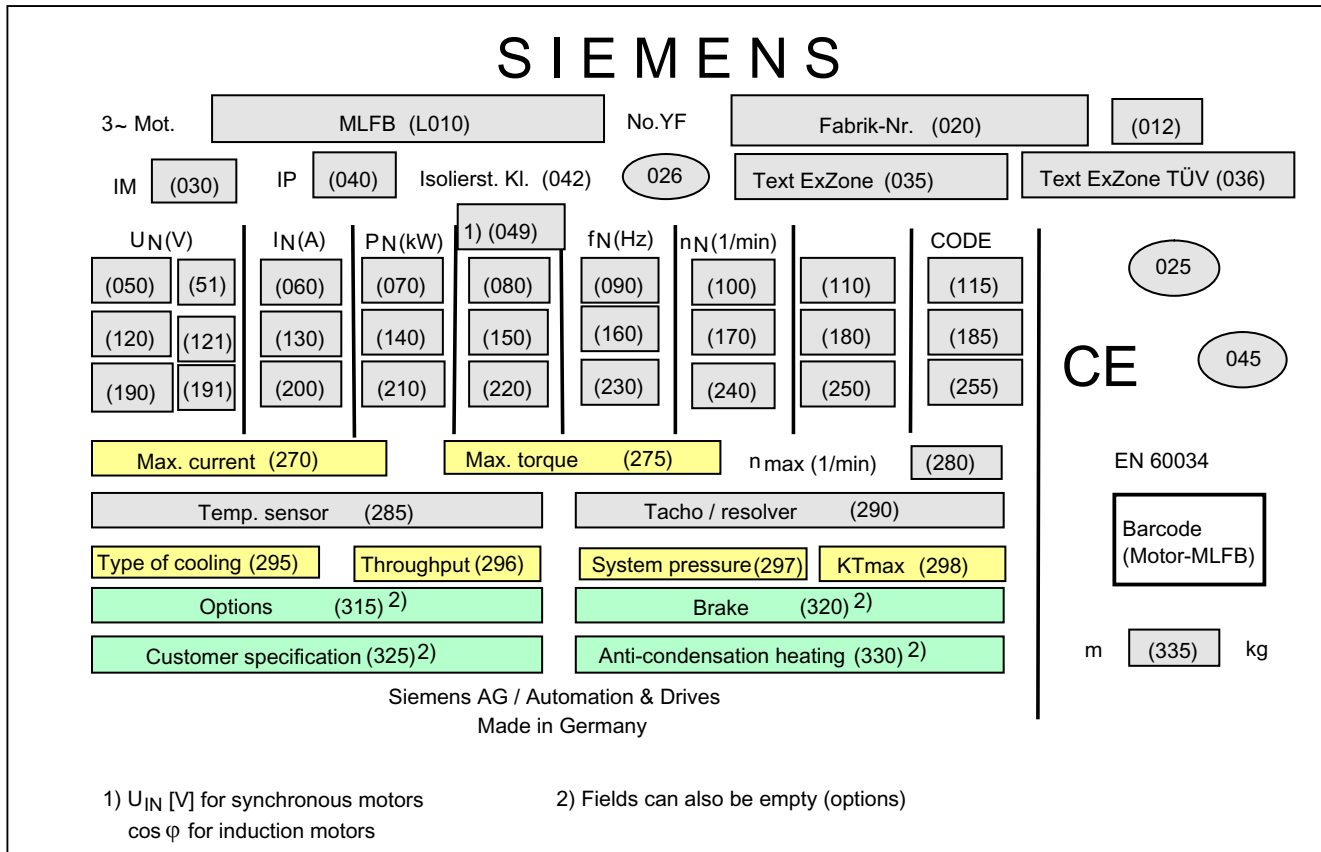 SIEMENS
3~ Mot. MLFB (L010) No.YF Fabrik-Nr. (020) (012)
IM (030) IP (040) Isolierst. Kl. (042) 026 Text ExZone (035) Text ExZone TÜV (036)
UN(V) IN(A) PN(kW) 1) (049) fN(Hz) nN(1/min) CODE
(050) (51) (060) (070) (080) (090) (100) (110) (115) 025
(120) (121) (130) (140) (150) (160) (170) (180) (185)
CE 045
(190) (191) (200) (210) (220) (230) (240) (250) (255)
Max. current (270) Max. torque (275) nmax (1/min) (280) EN 60034
Temp. sensor (285) Tacho / resolver (290)
Barcode
(Motor-MLFB)
Type of cooling (295) Throughput (296) System pressure (297) KTmax (298)
Options (315) 2) Brake (320) 2)
Customer specification (325) 2) Anti-condensation heating (330) 2) m (335) kg
Siemens AG / Automation & Drives
Made in Germany
1) UIN [V] for synchronous motors 2) Fields can also be empty (options)
cos φ for induction motors